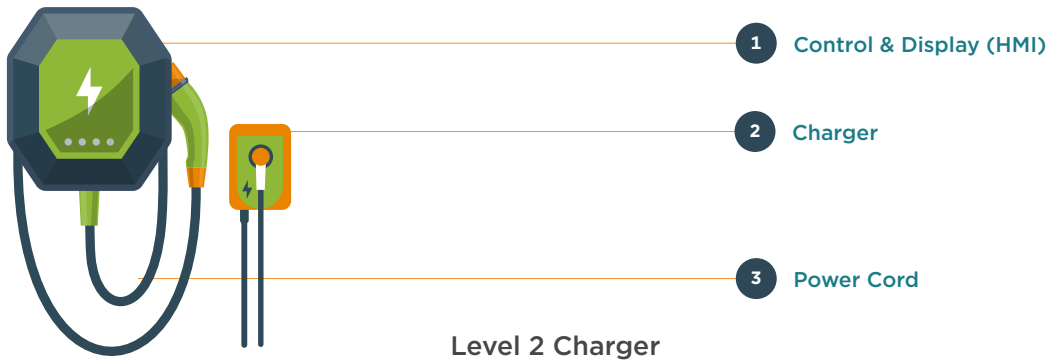 1 Control & Display (HMI)
2 Charger
3 Power Cord
Level 2 Charger